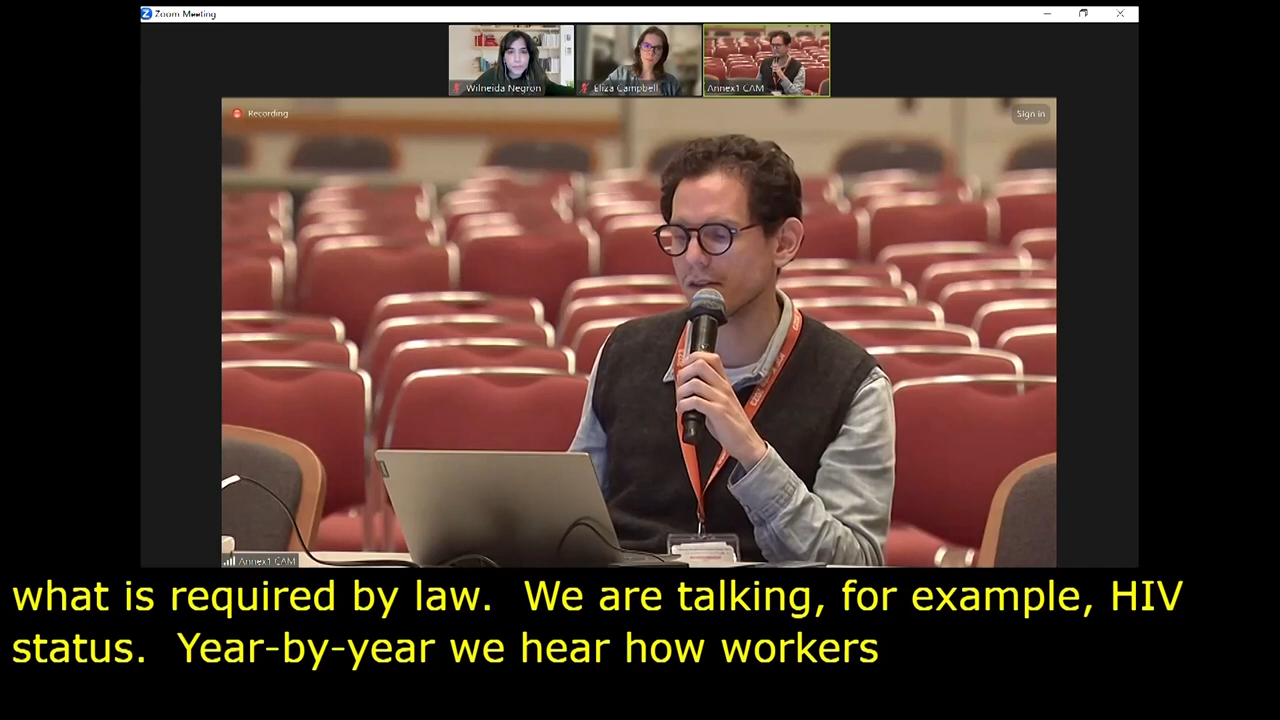 Zoom Meeting
Wilneida Negron
Eliza Campbell
Annex1 CAM
Recording
Sign in
Annex1 CAM
what is required by law.  We are talking, for example, HIV
status.  Year-by-year we hear how workers